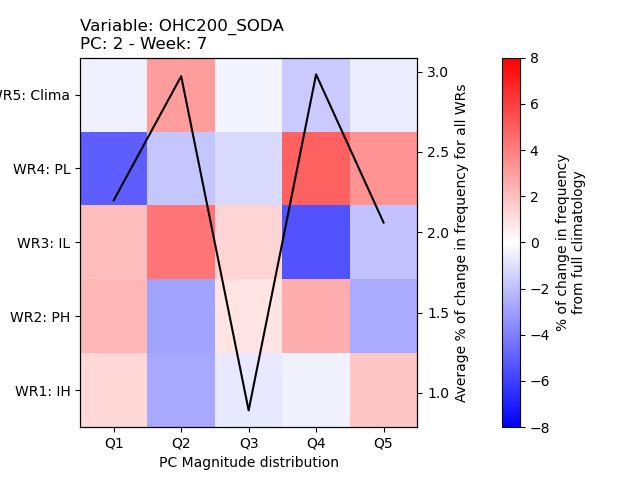 Variable: OHC200_SODA
PC: 2 - Week: 7
WR5: Clima
WR4: PL
WR3: IL
WR2: PH
WR1: IH
Q1 Q2 Q3 Q4 Q5
PC Magnitude distribution
3.0
2.5
2.0
1.5
1.0
Average % of change in frequency for all WRs
8
6
4
2
0
−2
−4
−6
−8
% of change in frequency
from full climatology